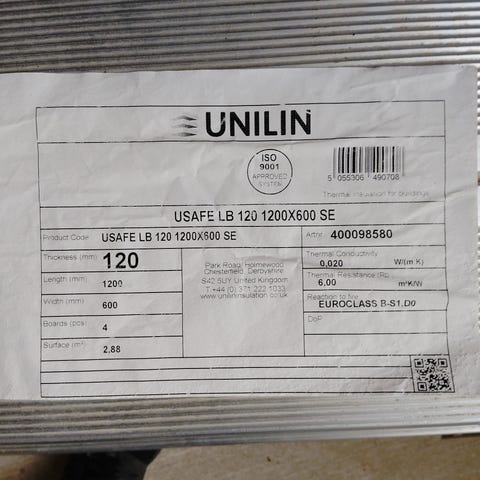 UNILIN
ISO
9001
APPROVED
SYSTEM
5 055306 490708
Thermal insulation for buildings
USAFE LB 120 1200X600 SE
Product Code USAFE LB 120 1200X600 SE
Artnr. 400098580
Thickness (mm) 120
Length (mm) 1200
Width (mm) 600
Boards (pcs) 4
Surface (m²) 2.88
Park Road, Holmewood
Chesterfield, Derbyshire
S42 5UY United Kingdom
T.+44 (0) 371 222 1033
www.unilininsulation.co.uk
Thermal Conductivity
0,020 W/(m K)
Thermal Resistance (Rd)
6,00 m²K/W
Reaction to fire
EUROCLASS B-S1,D0
DoP